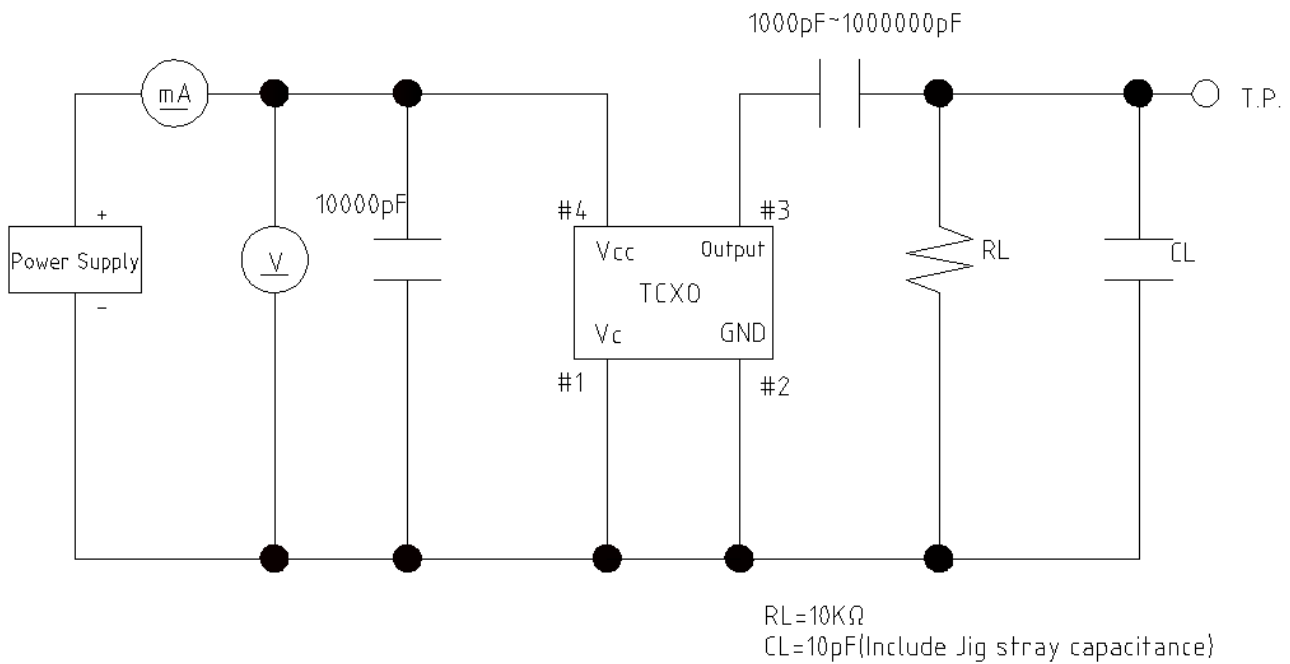 1000pF~1000000pF
mA
T.P.
10000pF
+
#4
#3
Power Supply
V
Vcc
Output
RL
CL
TCXO
-
Vc
GND
#1
#2
RL=10KΩ
CL=10pF(Include Jig stray capacitance)